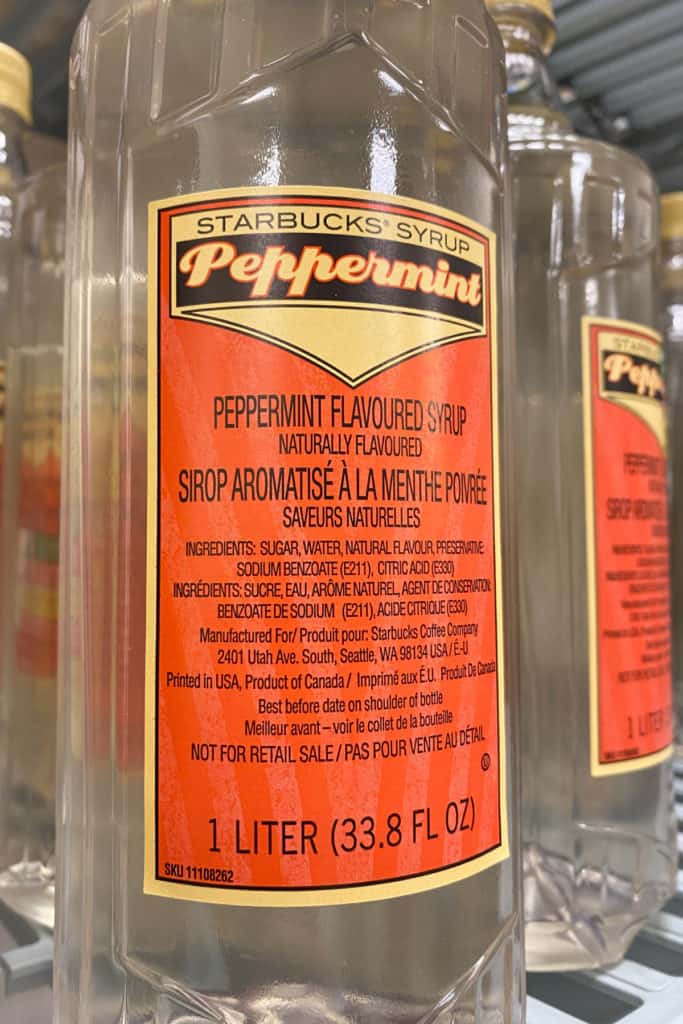 STARBUCKS® SYRUP
Peppermint
PEPPERMINT FLAVOURED SYRUP
NATURALLY FLAVOURED
SIROP AROMATISÉ À LA MENTHE POIVRÉE
SAVEURS NATURELLES
INGREDIENTS: SUGAR, WATER, NATURAL FLAVOUR, PRESERVATIVE:
SODIUM BENZOATE (E211), CITRIC ACID (E330)
INGRÉDIENTS: SUCRE, EAU, ARÔME NATUREL, AGENT DE CONSERVATION:
BENZOATE DE SODIUM (E211), ACIDE CITRIQUE (E330)
Manufactured For/ Produit pour: Starbucks Coffee Company
2401 Utah Ave. South, Seattle, WA 98134 USA / É-U
Printed in USA, Product of Canada / Imprimé aux É.U. Produit De Canada
Best before date on shoulder of bottle
Meilleur avant – voir le collet de la bouteille
NOT FOR RETAIL SALE / PAS POUR VENTE AU DÉTAIL
U
1 LITER (33.8 FL OZ)
SKU 11108262
STARB
Pepp
SIROP
1 LITER